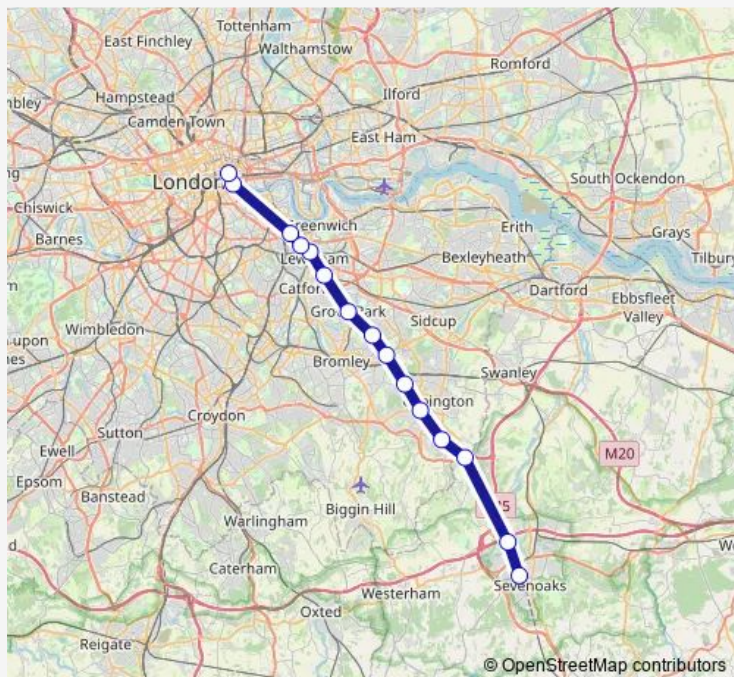 Tottenham
East Finchley
Walthamstow
Romford
Hampstead
Ilford
Camden Town
East Ham
London
South Ockendon
Chiswick
Greenwich
Erith
Grays
Barnes
Bexleyheath
Tilbury
Dartford
Ebbsfleet
Valley
Sidcup
Wimbledon
Bromley
Swanley
Croydon
Sutton
Ewell
M20
Epsom
Banstead
Biggin Hill
Warlingham
Caterham
Westerham
Sevenoaks
Oxted
Reigate
© OpenStreetMap contributors